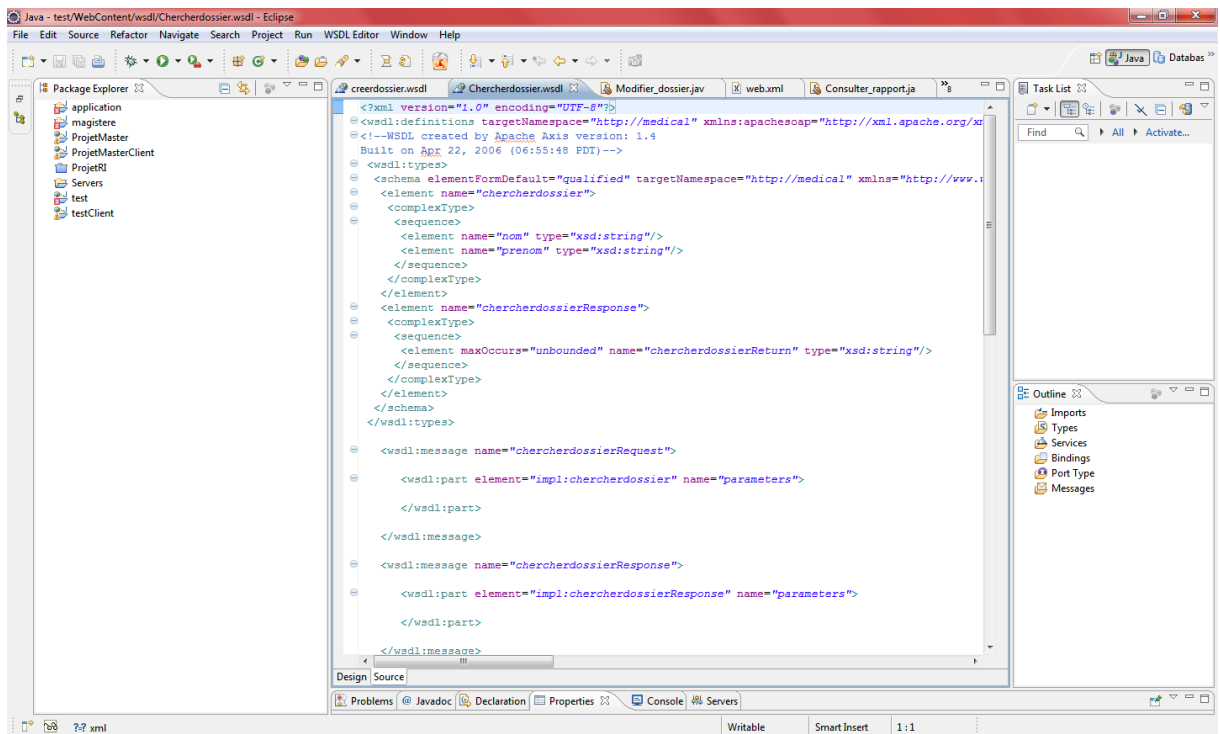 Java - test/WebContent/wsdl/Chercherdossier.wsdl - Eclipse
File Edit Source Refactor Navigate Search Project Run WSDL Editor Window Help
Java Databas »
Package Explorer
application
magistere
ProjetMaster
ProjetMasterClient
ProjetRI
Servers
test
testClient
creerdossier.wsdl Chercherdossier.wsdl Modifier_dossier.jav web.xml Consulter_rapport.ja »8
<?xml version="1.0" encoding="UTF-8"?>
<wsdl:definitions targetNamespace="http://medical" xmlns:apachesoap="http://xml.apache.org/xm
<!--WSDL created by Apache Axis version: 1.4
Built on Apr 22, 2006 (06:55:48 PDT)-->
<wsdl:types>
<schema elementFormDefault="qualified" targetNamespace="http://medical" xmlns="http://www.
<element name="chercherdossier">
<complexType>
<sequence>
<element name="nom" type="xsd:string"/>
<element name="prenom" type="xsd:string"/>
</sequence>
</complexType>
</element>
<element name="chercherdossierResponse">
<complexType>
<sequence>
<element maxOccurs="unbounded" name="chercherdossierReturn" type="xsd:string"/>
</sequence>
</complexType>
</element>
</schema>
</wsdl:types>
<wsdl:message name="chercherdossierRequest">
<wsdl:part element="impl:chercherdossier" name="parameters">
</wsdl:part>
</wsdl:message>
<wsdl:message name="chercherdossierResponse">
<wsdl:part element="impl:chercherdossierResponse" name="parameters">
</wsdl:part>
</wsdl:message>
Design Source
Task List
Find All Activate...
Outline
Imports
Types
Services
Bindings
Port Type
Messages
Problems @ Javadoc Declaration Properties Console Servers
?=? xml Writable Smart Insert 1 : 1